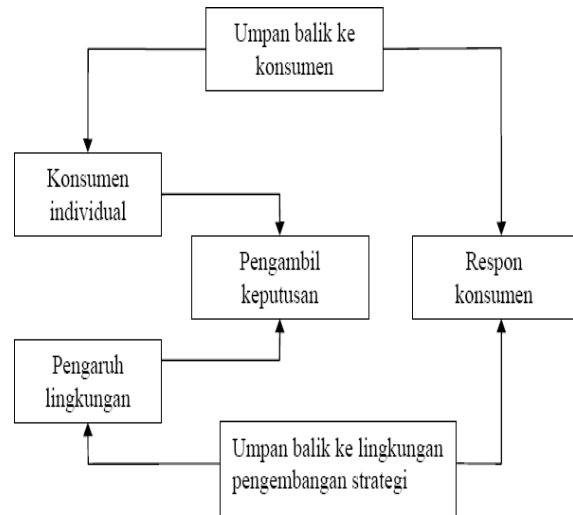 Umpan balik ke
konsumen
Konsumen
individual
Pengambil
keputusan
Respon
konsumen
Pengaruh
lingkungan
Umpan balik ke lingkungan
pengembangan strategi